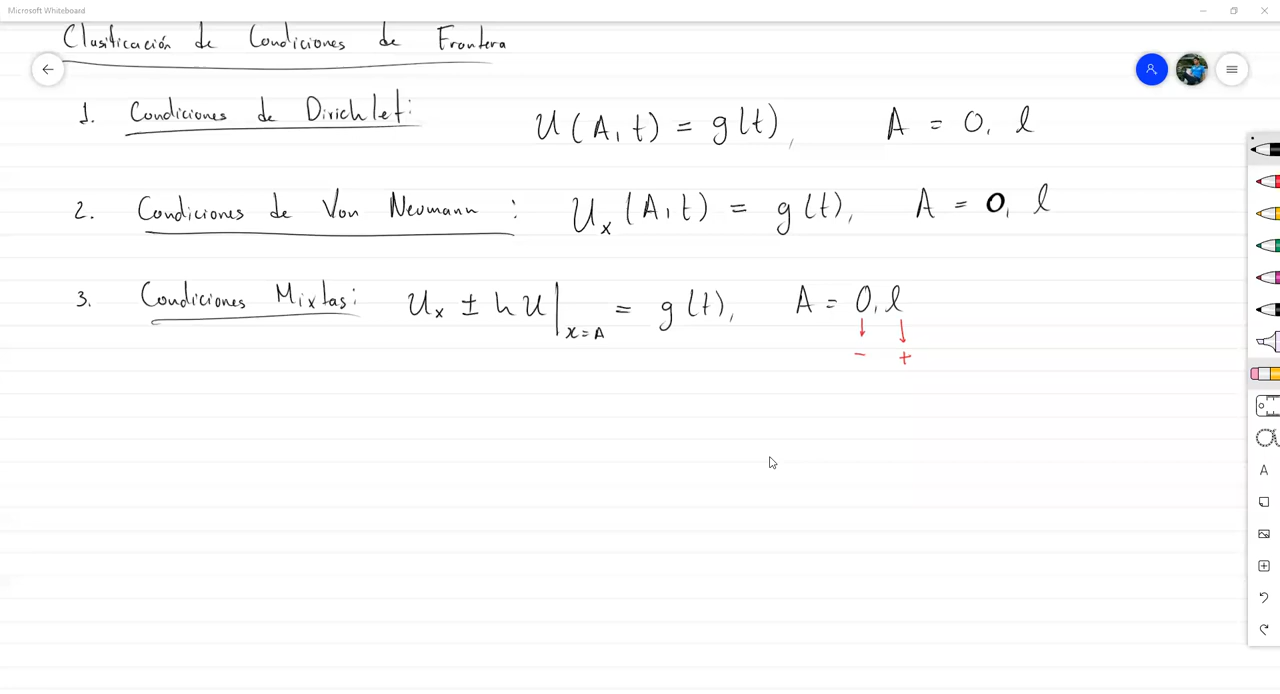 Microsoft Whiteboard
Clasificación de Condiciones de Frontera
1. Condiciones de Dirichlet: U(A,t) = g(t), A = 0, l
2. Condiciones de Von Neumann: Ux(A,t) = g(t), A = 0, l
3. Condiciones Mixtas: Ux ± hU|x=A = g(t), A = 0, l
- +
A